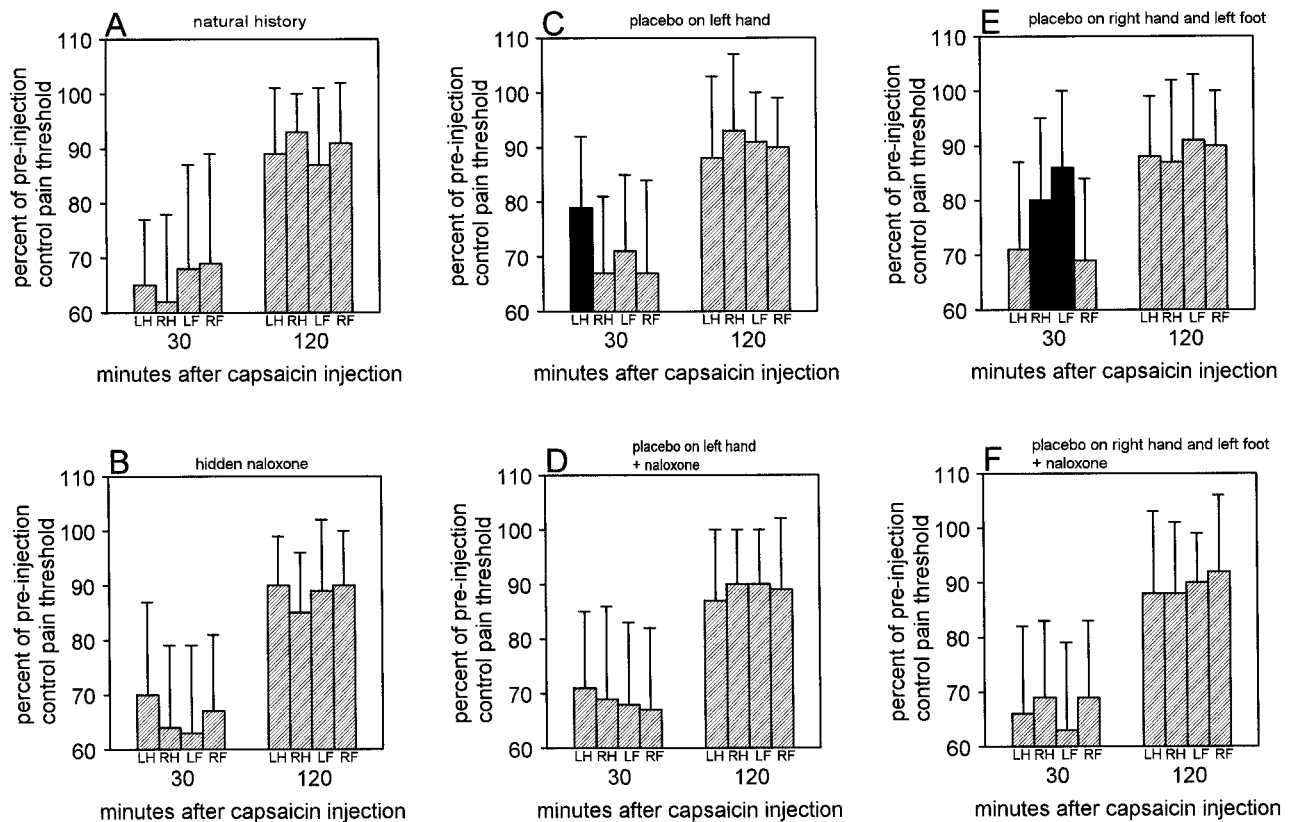 A
natural history
percent of pre-injection
control pain threshold
110
100
90
80
70
60
LH RH LF RF
LH RH LF RF
30
120
minutes after capsaicin injection
C
placebo on left hand
percent of pre-injection
control pain threshold
110
100
90
80
70
60
LH RH LF RF
LH RH LF RF
30
120
minutes after capsaicin injection
E
placebo on right hand and left foot
percent of pre-injection
control pain threshold
110
100
90
80
70
60
LH RH LF RF
LH RH LF RF
30
120
minutes after capsaicin injection
B
hidden naloxone
percent of pre-injection
control pain threshold
110
100
90
80
70
60
LH RH LF RF
LH RH LF RF
30
120
minutes after capsaicin injection
D
placebo on left hand
+ naloxone
percent of pre-injection
control pain threshold
110
100
90
80
70
60
LH RH LF RF
LH RH LF RF
30
120
minutes after capsaicin injection
F
placebo on right hand and left foot
+ naloxone
percent of pre-injection
control pain threshold
110
100
90
80
70
60
LH RH LF RF
LH RH LF RF
30
120
minutes after capsaicin injection